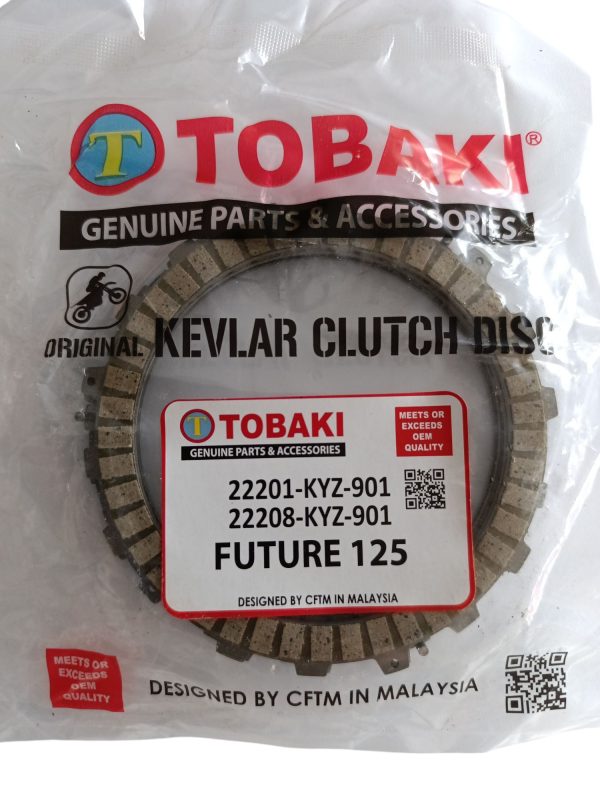 T TOBAKI®
GENUINE PARTS & ACCESSORIES
ORIGINAL KEVLAR CLUTCH DISC
T TOBAKI
GENUINE PARTS & ACCESSORIES
MEETS OR
EXCEEDS
OEM
QUALITY
22201-KYZ-901
22208-KYZ-901
FUTURE 125
DESIGNED BY CFTM IN MALAYSIA
MEETS OR
EXCEEDS
OEM
QUALITY
DESIGNED BY CFTM IN MALAYSIA